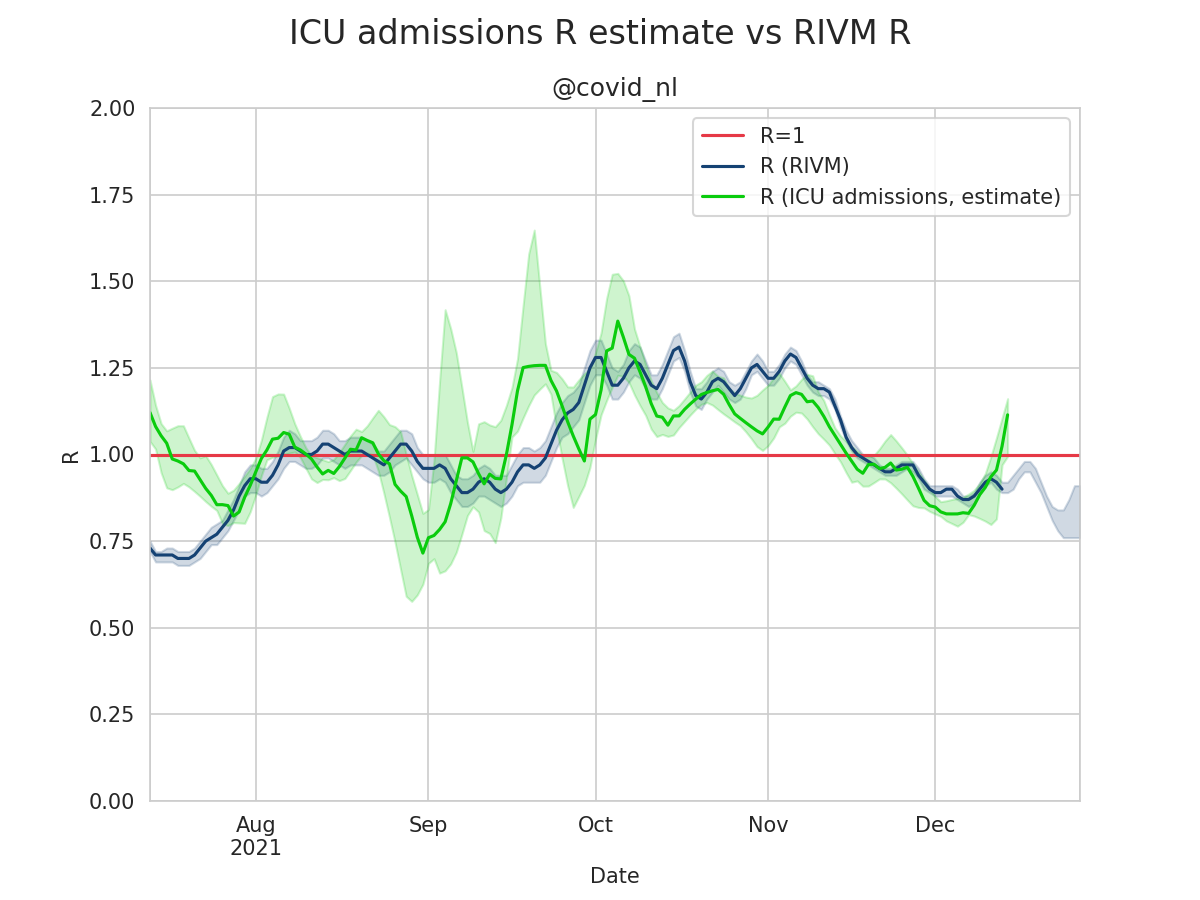 ICU admissions R estimate vs RIVM R
@covid_nl
2.00
1.75
1.50
1.25
1.00
0.75
0.50
0.25
0.00
R
R=1
R (RIVM)
R (ICU admissions, estimate)
Aug Sep Oct Nov Dec
2021
Date